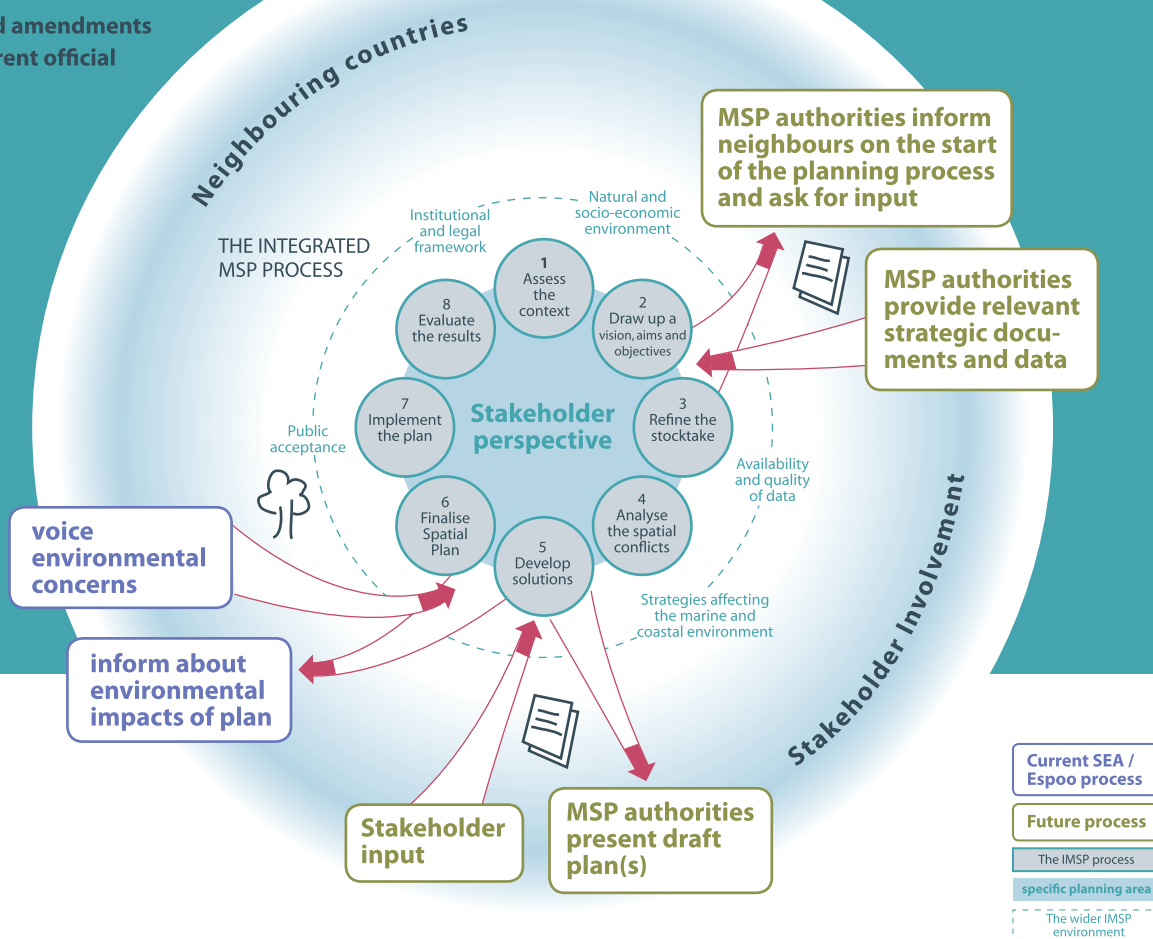 d amendments
rent official
Neighbouring countries
THE INTEGRATED
MSP PROCESS
Institutional
and legal
framework
Natural and
socio-economic
environment
MSP authorities inform
neighbours on the start
of the planning process
and ask for input
MSP authorities
provide relevant
strategic docu-
ments and data
1
Assess
the
context
2
Draw up a
vision, aims and
objectives
3
Refine the
stocktake
4
Analyse
the spatial
conflicts
5
Develop
solutions
6
Finalise
Spatial
Plan
7
Implement
the plan
8
Evaluate
the results
Stakeholder
perspective
Public
acceptance
Availability
and quality
of data
Strategies affecting
the marine and
coastal environment
Stakeholder Involvement
voice
environmental
concerns
inform about
environmental
impacts of plan
Stakeholder
input
MSP authorities
present draft
plan(s)
Current SEA /
Espoo process
Future process
The IMSP process
specific planning area
The wider IMSP
environment